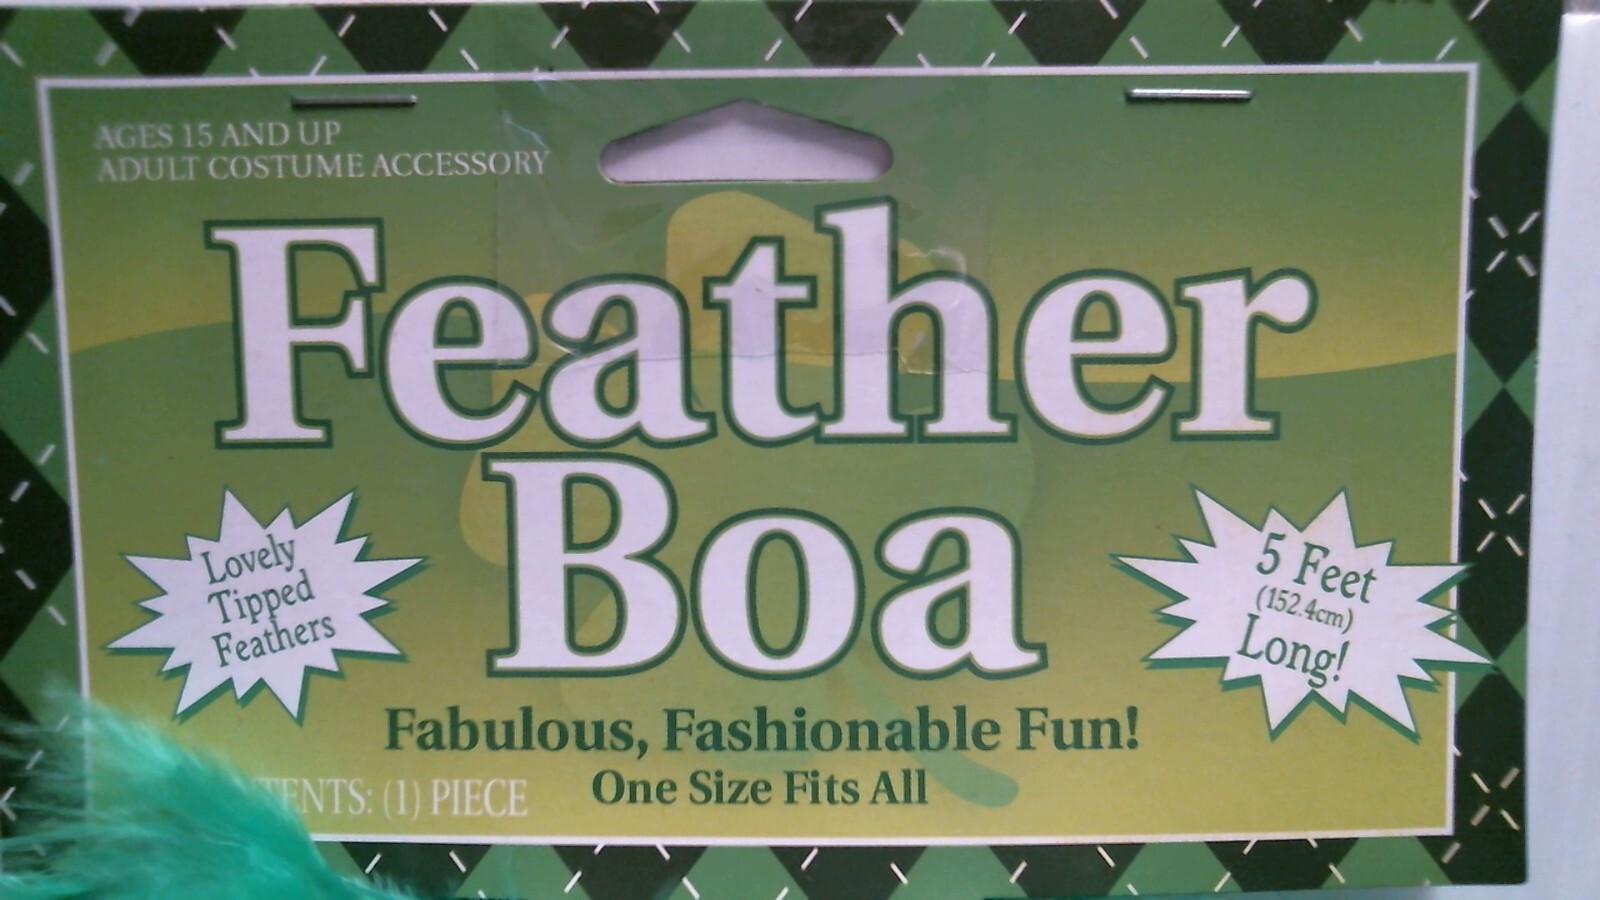 AGES 15 AND UP
ADULT COSTUME ACCESSORY
Feather
Boa
Lovely
Tipped
Feathers
5 Feet
(152.4cm)
Long!
Fabulous, Fashionable Fun!
One Size Fits All
(1) PIECE